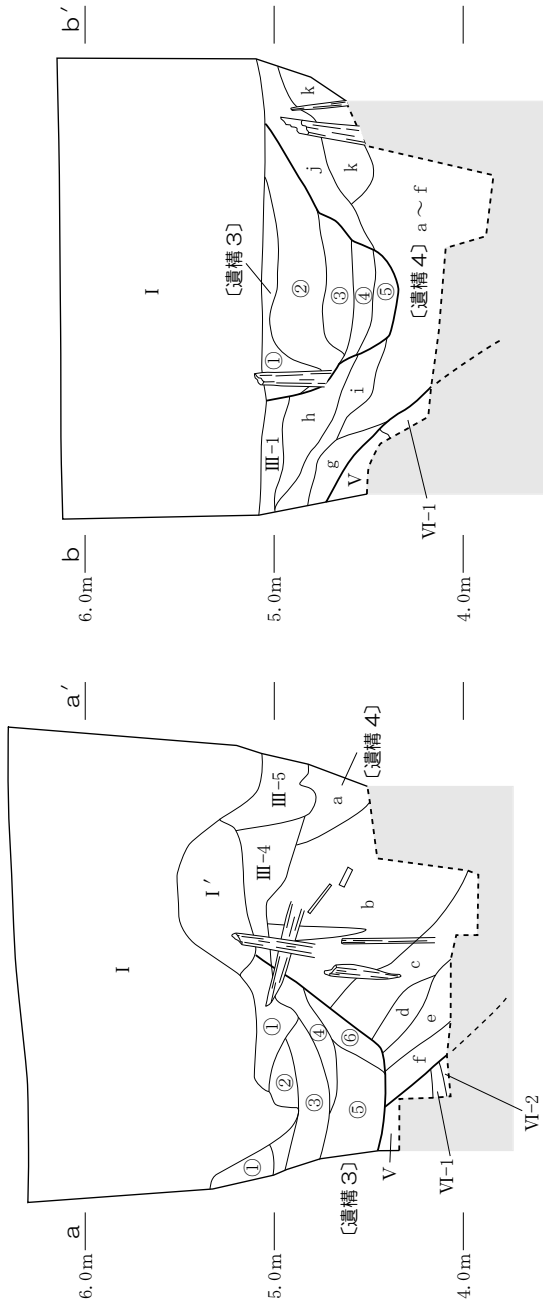 a
a′
6.0m
5.0m
4.0m
Ⅰ
Ⅰ′
Ⅲ-4
Ⅲ-5
①
①
②
③
④
⑤
⑥
a
b
c
d
e
f
Ⅴ
Ⅵ-1
Ⅵ-2
〔遺構3〕
〔遺構4〕
b
b′
6.0m
5.0m
4.0m
Ⅰ
〔遺構3〕
Ⅲ-1
①
②
③
④
⑤
g
h
i
j
k
k
Ⅴ
Ⅵ-1
a～f
〔遺構4〕